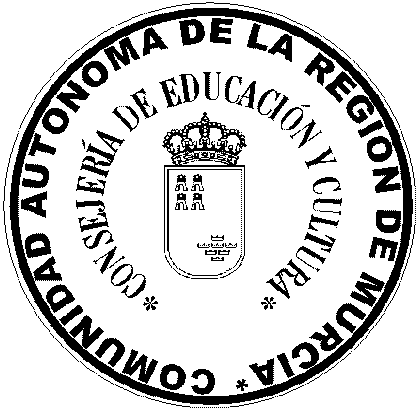 COMUNIDAD AUTONOMA DE LA REGION DE MURCIA *
* CONSEJERÍA DE EDUCACIÓN Y CULTURA *